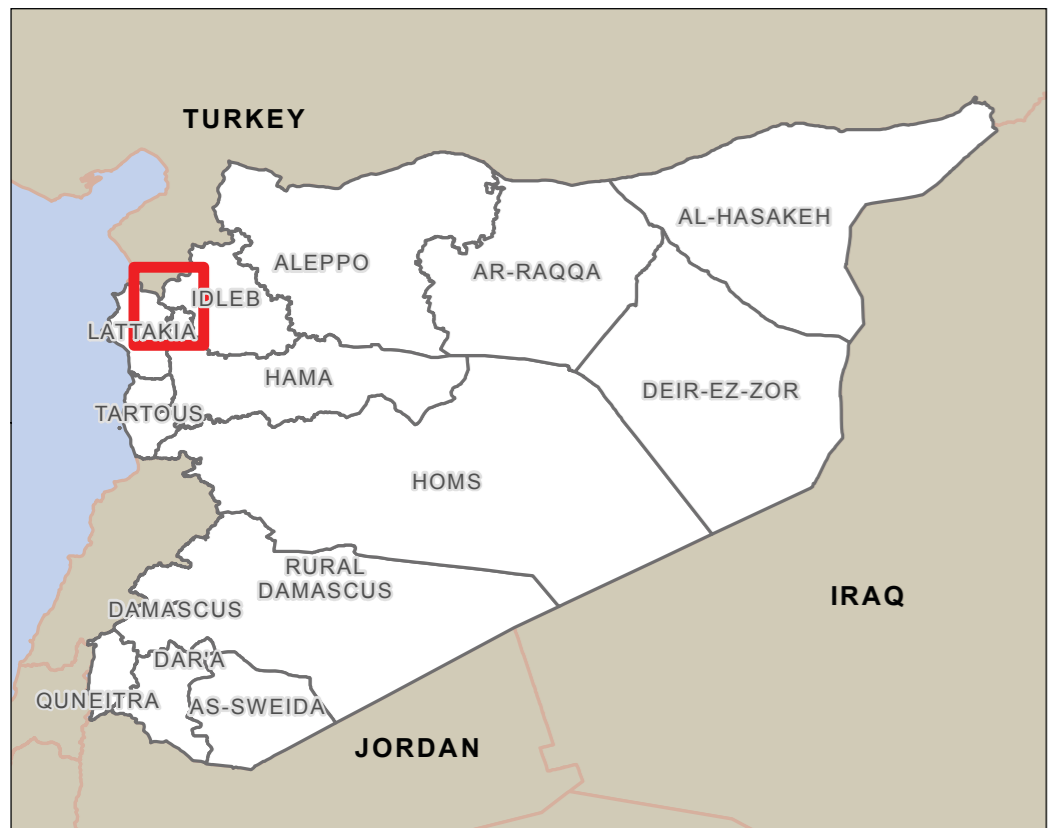 TURKEY
AL-HASAKEH
ALEPPO
AR-RAQQA
IDLEB
LATTAKIA
HAMA
DEIR-EZ-ZOR
TARTOUS
HOMS
RURAL
DAMASCUS
IRAQ
DAMASCUS
DAR'A
QUNEITRA
AS-SWEIDA
JORDAN